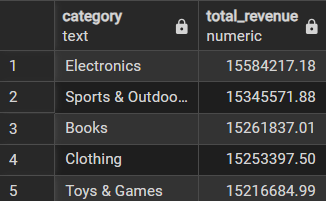 category total_revenue
text numeric
1 Electronics 15584217.18
2 Sports & Outdoo... 15345571.88
3 Books 15261837.01
4 Clothing 15253397.50
5 Toys & Games 15216684.99